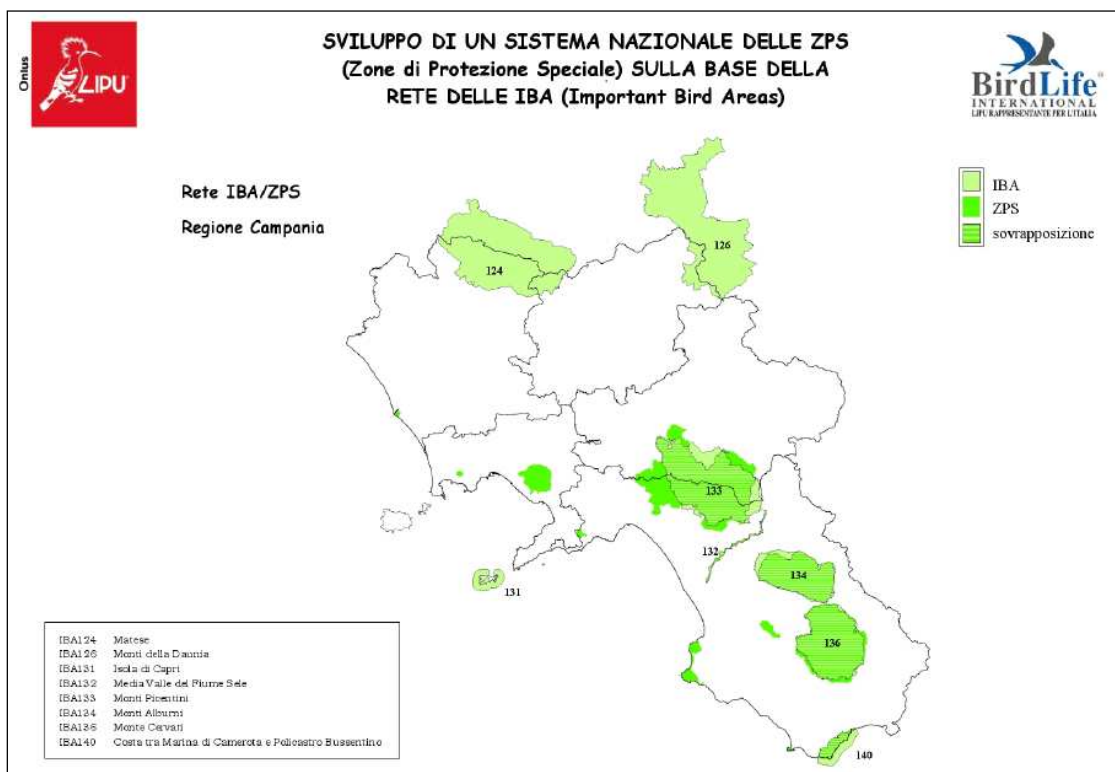 Onlus
LIPU
SVILUPPO DI UN SISTEMA NAZIONALE DELLE ZPS
(Zone di Protezione Speciale) SULLA BASE DELLA
RETE DELLE IBA (Important Bird Areas)
BirdLife
INTERNATIONAL
LIPU RAPPRESENTANTE PER L'ITALIA
Rete IBA/ZPS
Regione Campania
IBA
ZPS
sovrapposizione
126
124
133
132
134
131
136
140
IBA124 Matese
IBA126 Monti della Daunia
IBA131 Isola di Capri
IBA132 Media Valle del Fiume Sele
IBA133 Monti Picentini
IBA134 Monti Alburni
IBA136 Monte Cervati
IBA140 Costa tra Marina di Camerota e Policastro Bussentino